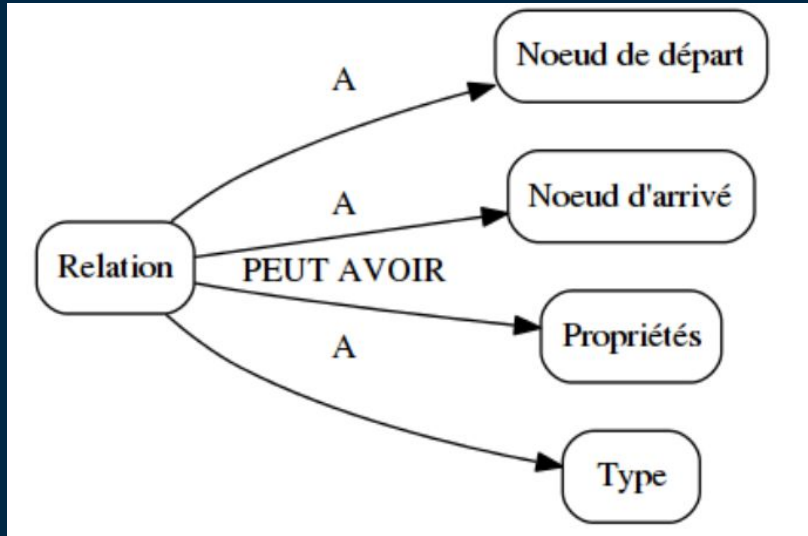 Noeud de départ
A
Noeud d'arrivé
A
Relation
PEUT AVOIR
Propriétés
A
Type